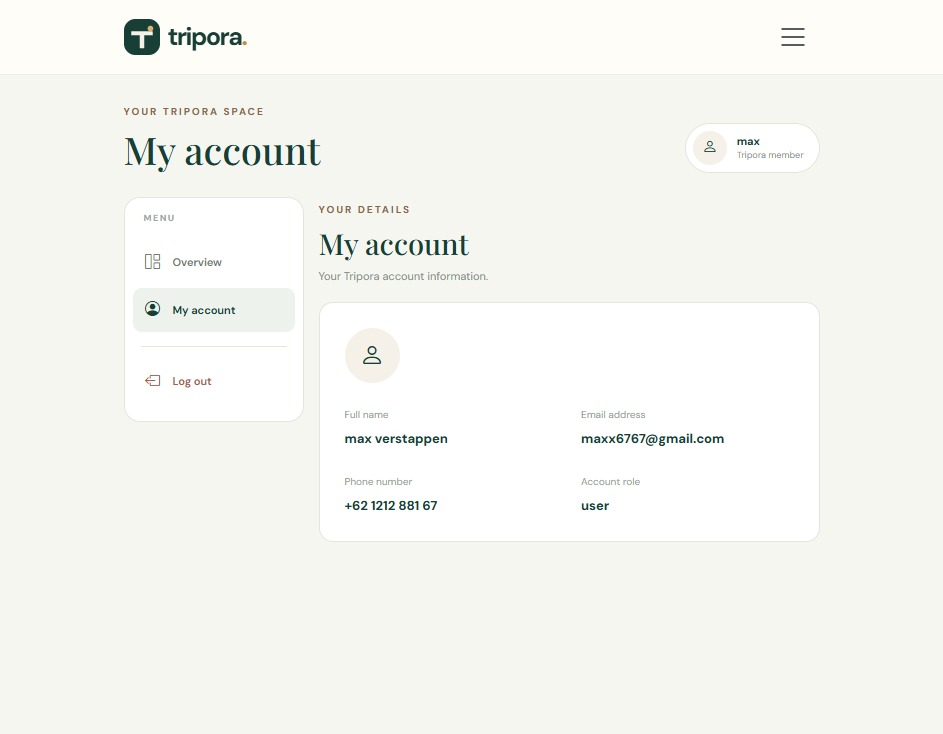 tripora.
YOUR TRIPORA SPACE
My account
max
Tripora member
MENU
Overview
My account
Log out
YOUR DETAILS
My account
Your Tripora account information.
Full name
max verstappen
Email address
maxx6767@gmail.com
Phone number
+62 1212 881 67
Account role
user